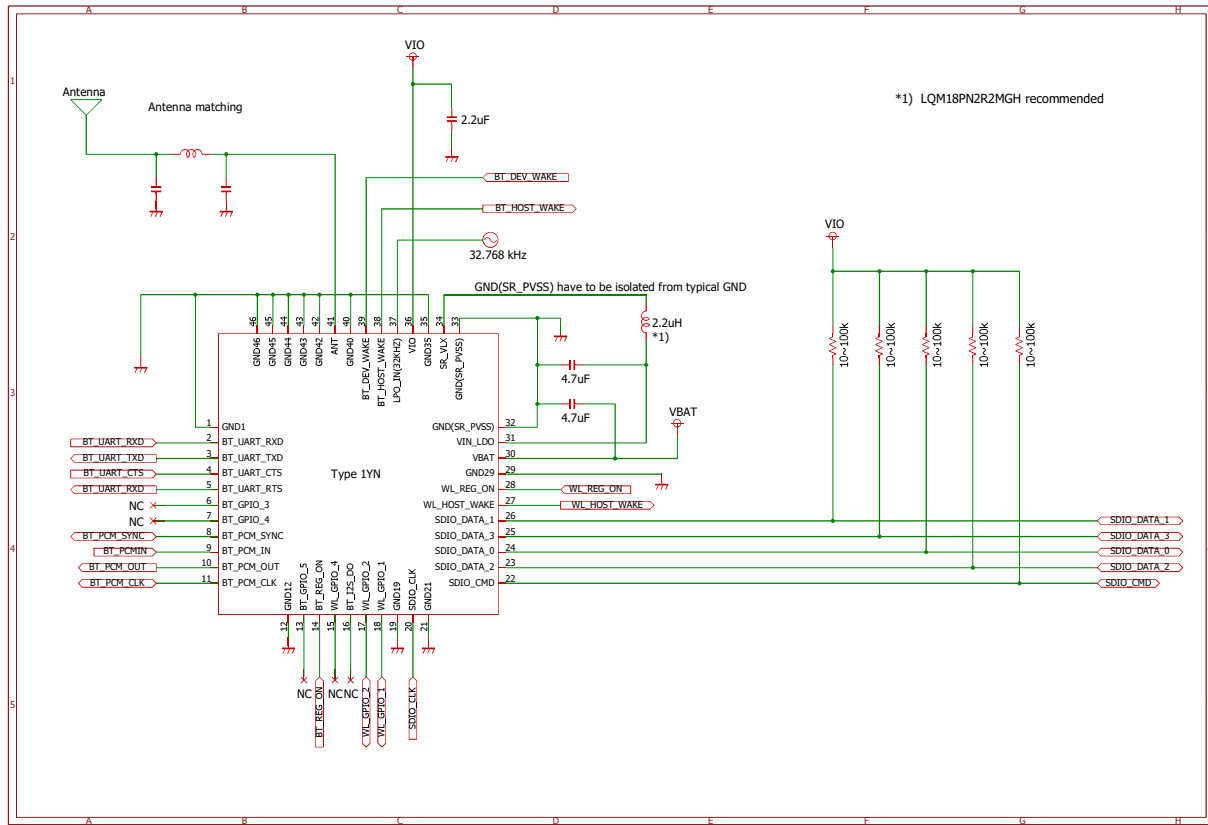 A B C D E F G H
1
2
3
4
5
VIO
Antenna
Antenna matching
2.2uF
*1) LQM18PN2R2MGH recommended
BT_DEV_WAKE
BT_HOST_WAKE
32.768 kHz
GND(SR_PVSS) have to be isolated from typical GND
VIO
10~100k
10~100k
10~100k
10~100k
10~100k
2.2uH
*1)
4.7uF
4.7uF
VBAT
46 GND46
45 GND45
44 GND44
43 GND43
42 GND42
41 ANT
40 GND40
39 BT_DEV_WAKE
38 BT_HOST_WAKE
37 LPO_IN(32KHZ)
36 VIO
35 GND35
34 SR_VLX
33 GND(SR_PVSS)
Type 1YN
1 GND1
BT_UART_RXD 2 BT_UART_RXD
BT_UART_TXD 3 BT_UART_TXD
BT_UART_CTS 4 BT_UART_CTS
BT_UART_RXD 5 BT_UART_RTS
NC 6 BT_GPIO_3
NC 7 BT_GPIO_4
BT_PCM_SYNC 8 BT_PCM_SYNC
BT_PCMIN 9 BT_PCM_IN
BT_PCM_OUT 10 BT_PCM_OUT
BT_PCM_CLK 11 BT_PCM_CLK
GND(SR_PVSS) 32
VIN_LDO 31
VBAT 30
GND29 29
WL_REG_ON 28 WL_REG_ON
WL_HOST_WAKE 27 WL_HOST_WAKE
SDIO_DATA_1 26 SDIO_DATA_1
SDIO_DATA_3 25 SDIO_DATA_3
SDIO_DATA_0 24 SDIO_DATA_0
SDIO_DATA_2 23 SDIO_DATA_2
SDIO_CMD 22 SDIO_CMD
GND12 12
BT_GPIO_5 13 NC
BT_REG_ON 14 BT_REG_ON
WL_GPIO_4 15 NC
BT_I2S_DO 16 NC
WL_GPIO_2 17 WL_GPIO_2
WL_GPIO_1 18 WL_GPIO_1
GND19 19
SDIO_CLK 20 SDIO_CLK
GND21 21
A B C D E F G H